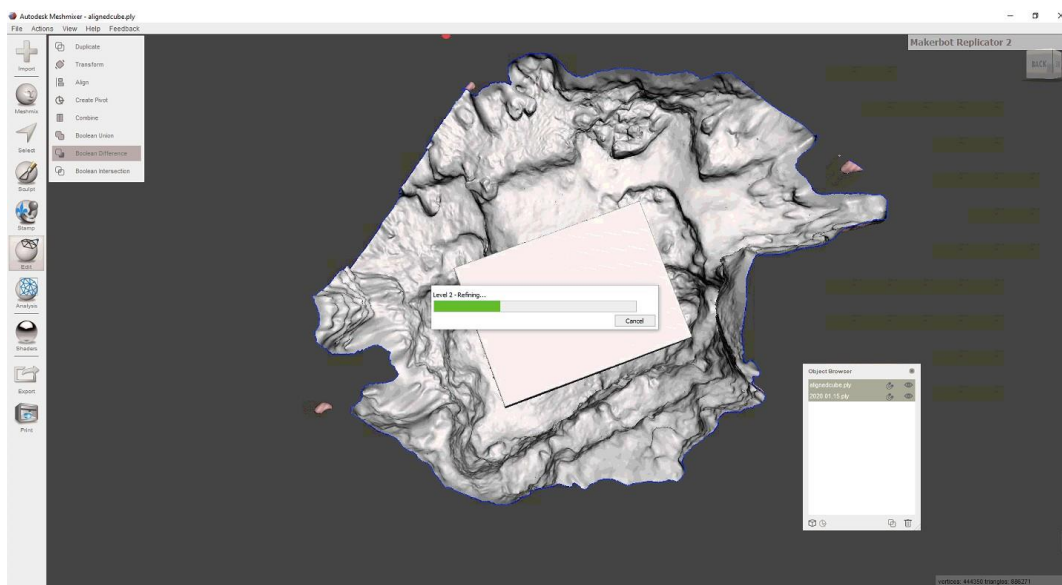 Autodesk Meshmixer - alignedcube.ply
File Actions View Help Feedback
Import
Meshmix
Select
Sculpt
Stamp
Edit
Analysis
Shaders
Export
Print
Duplicate
Transform
Align
Create Pivot
Combine
Boolean Union
Boolean Difference
Boolean Intersection
Makerbot Replicator 2
BACK
Level 2 - Refining...
Cancel
Object Browser
alignedcube.ply
2020.01.15.ply